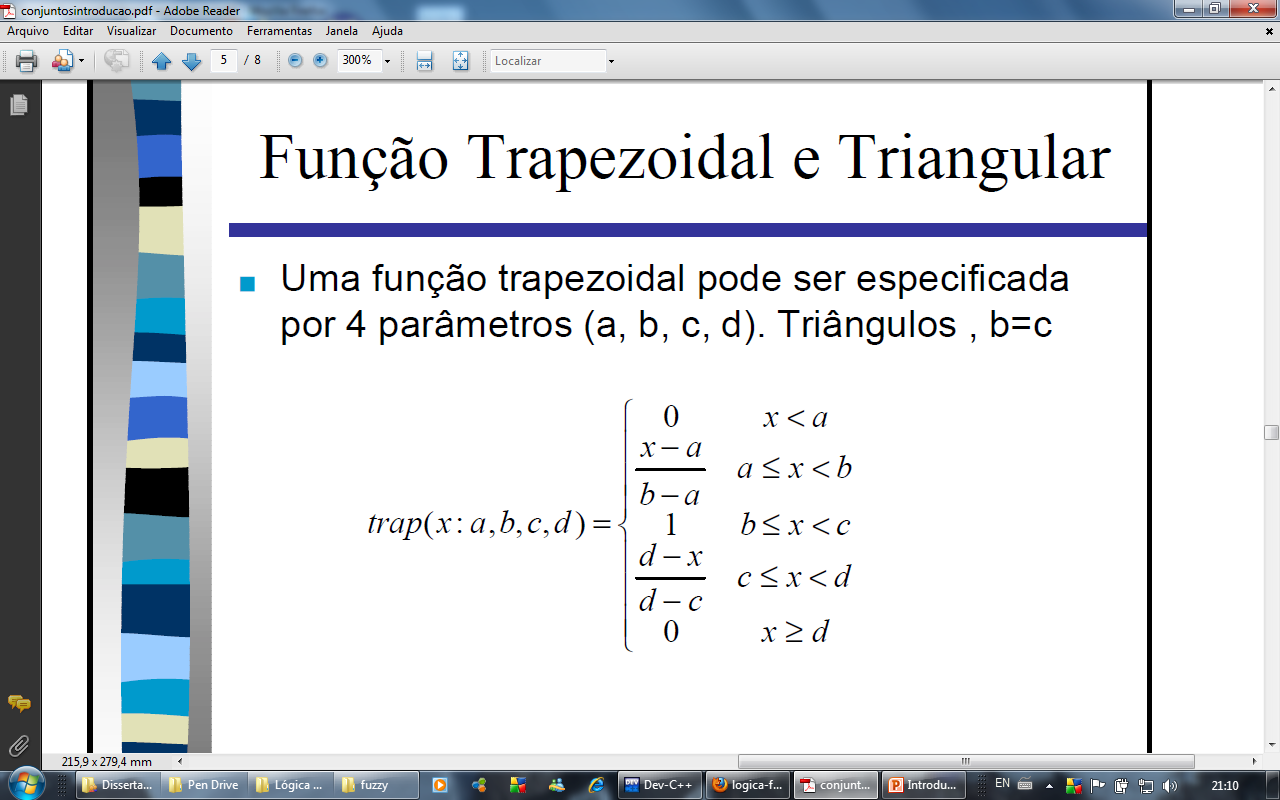 conjuntosintroducao.pdf - Adobe Reader
Arquivo Editar Visualizar Documento Ferramentas Janela Ajuda
5 / 8 300% Localizar
Função Trapezoidal e Triangular
Uma função trapezoidal pode ser especificada
por 4 parâmetros (a, b, c, d). Triângulos , b=c
0 x < a
x − a
a ≤ x < b
b − a
trap(x : a, b, c, d) = 1 b ≤ x < c
d − x
c ≤ x < d
d − c
0 x ≥ d
215,9 x 279,4 mm
Disserta... Pen Drive Lógica ... fuzzy Dev-C++ logica-f... conjunt... Introdu... EN 21:10